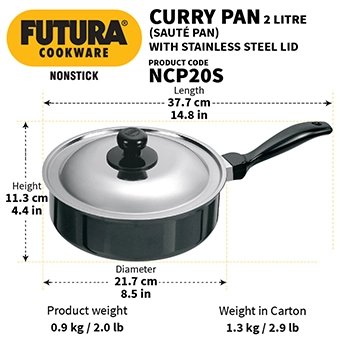 FUTURA®
COOKWARE
NONSTICK
CURRY PAN 2 LITRE
(SAUTÉ PAN)
WITH STAINLESS STEEL LID
PRODUCT CODE
NCP20S
Length
37.7 cm
14.8 in
Height
11.3 cm
4.4 in
Diameter
21.7 cm
8.5 in
Product weight
0.9 kg / 2.0 lb
Weight in Carton
1.3 kg / 2.9 lb